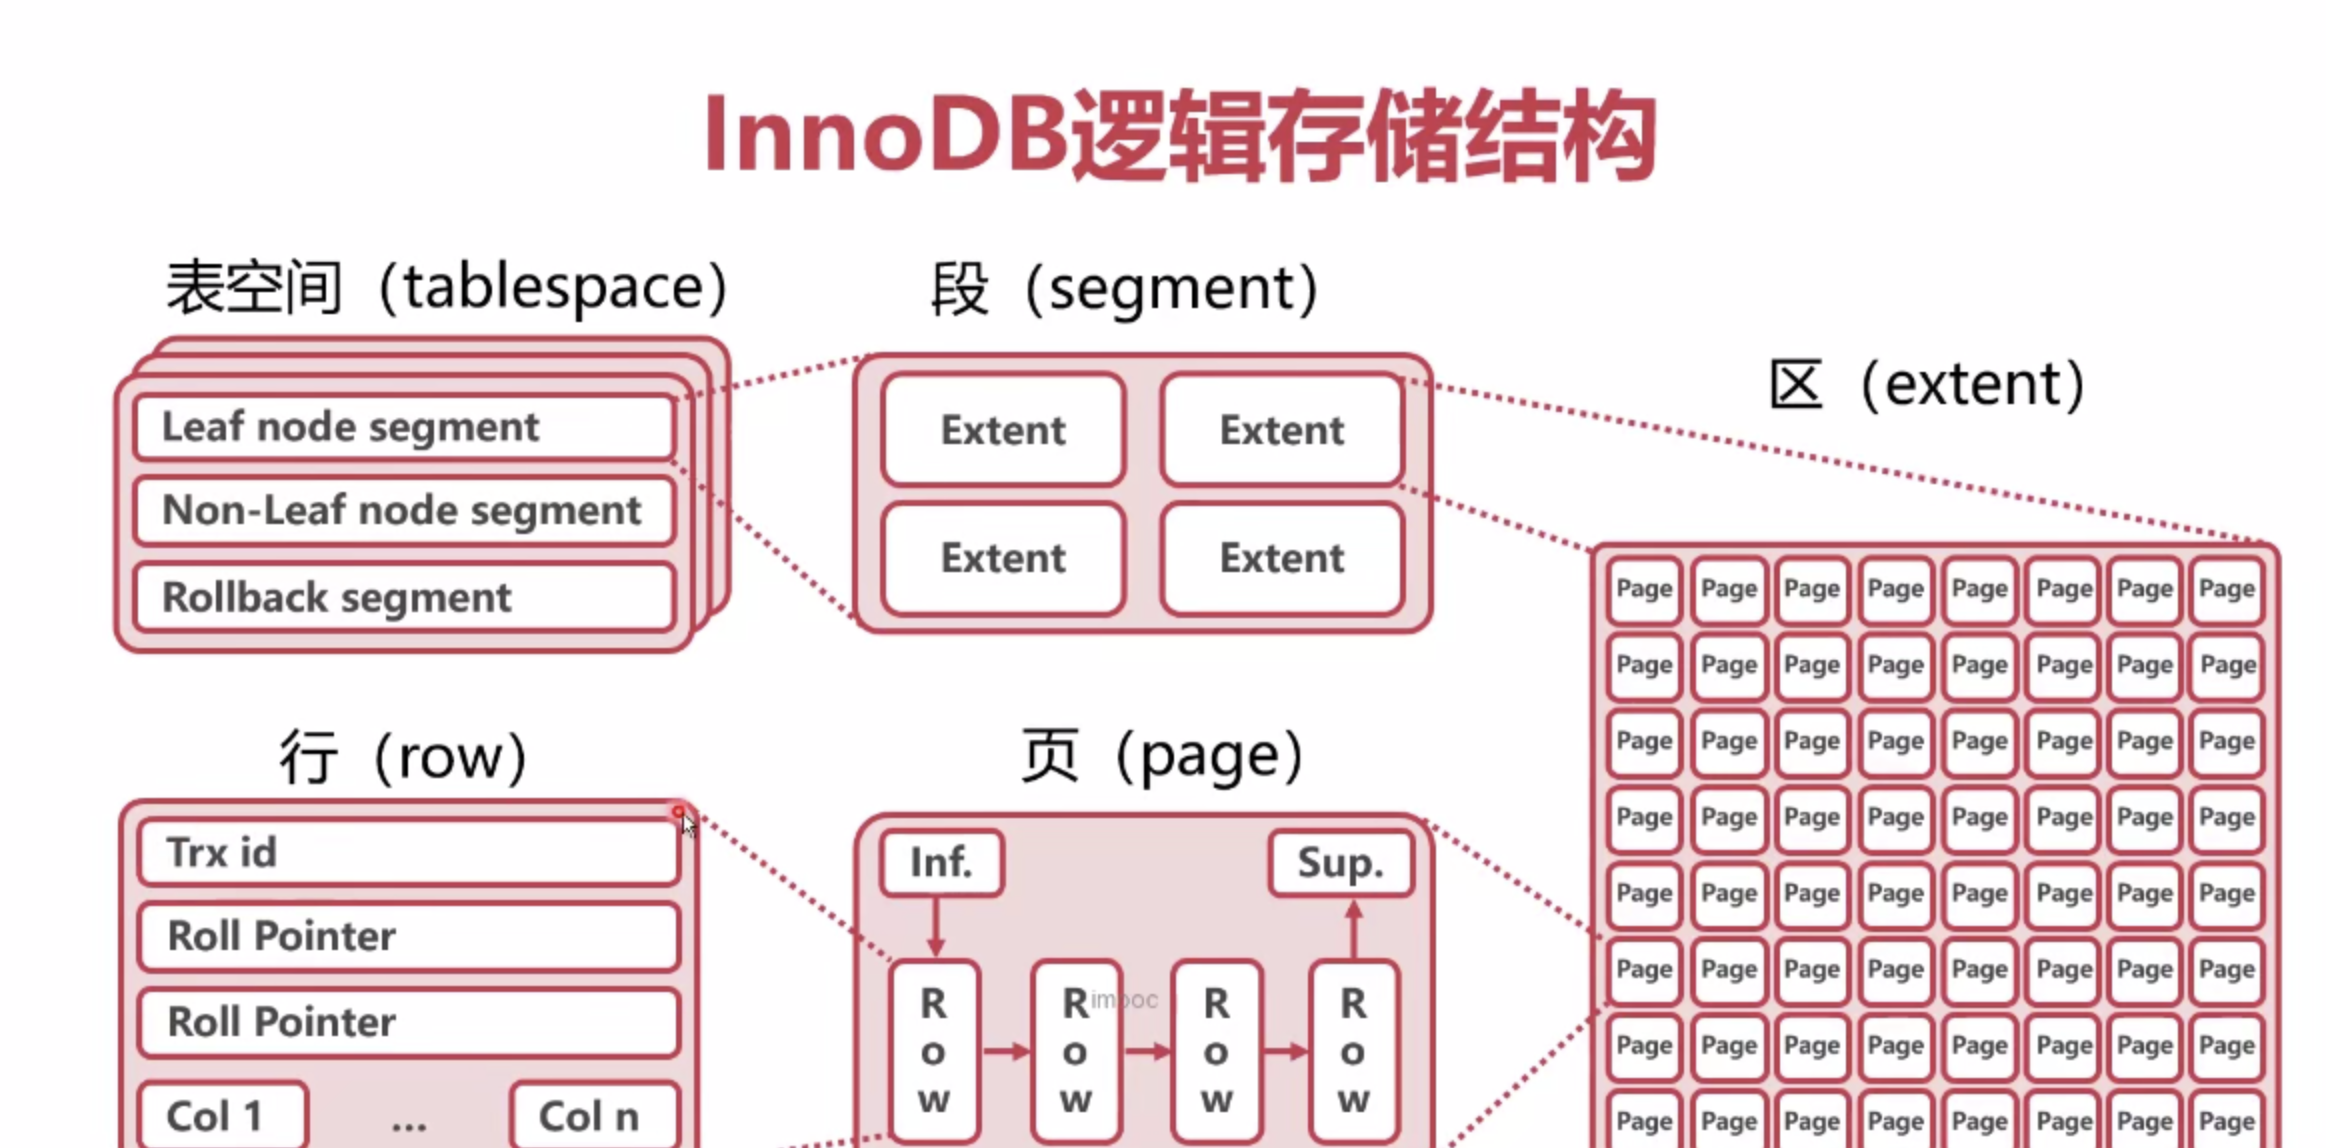 InnoDB逻辑存储结构
表空间（tablespace）
Leaf node segment
Non-Leaf node segment
Rollback segment
段（segment）
Extent Extent
Extent Extent
区（extent）
Page Page Page Page Page Page Page Page
Page Page Page Page Page Page Page Page
Page Page Page Page Page Page Page Page
Page Page Page Page Page Page Page Page
Page Page Page Page Page Page Page Page
Page Page Page Page Page Page Page Page
Page Page Page Page Page Page Page Page
Page Page Page Page Page Page Page Page
行（row）
Trx id
Roll Pointer
Roll Pointer
Col 1 ... Col n
页（page）
Inf. Sup.
Row Row Row Row
imooc